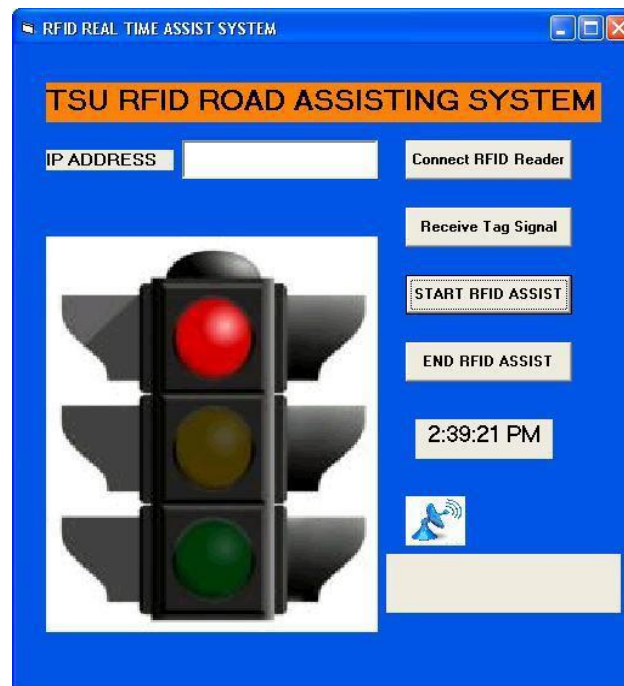 RFID REAL TIME ASSIST SYSTEM
TSU RFID ROAD ASSISTING SYSTEM
IP ADDRESS
Connect RFID Reader
Receive Tag Signal
START RFID ASSIST
END RFID ASSIST
2:39:21 PM